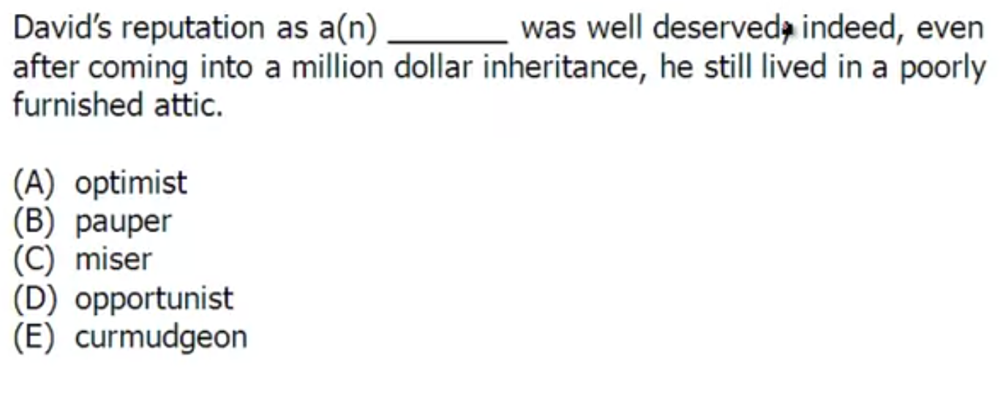 David's reputation as a(n) _______ was well deserved; indeed, even
after coming into a million dollar inheritance, he still lived in a poorly
furnished attic.
(A) optimist
(B) pauper
(C) miser
(D) opportunist
(E) curmudgeon